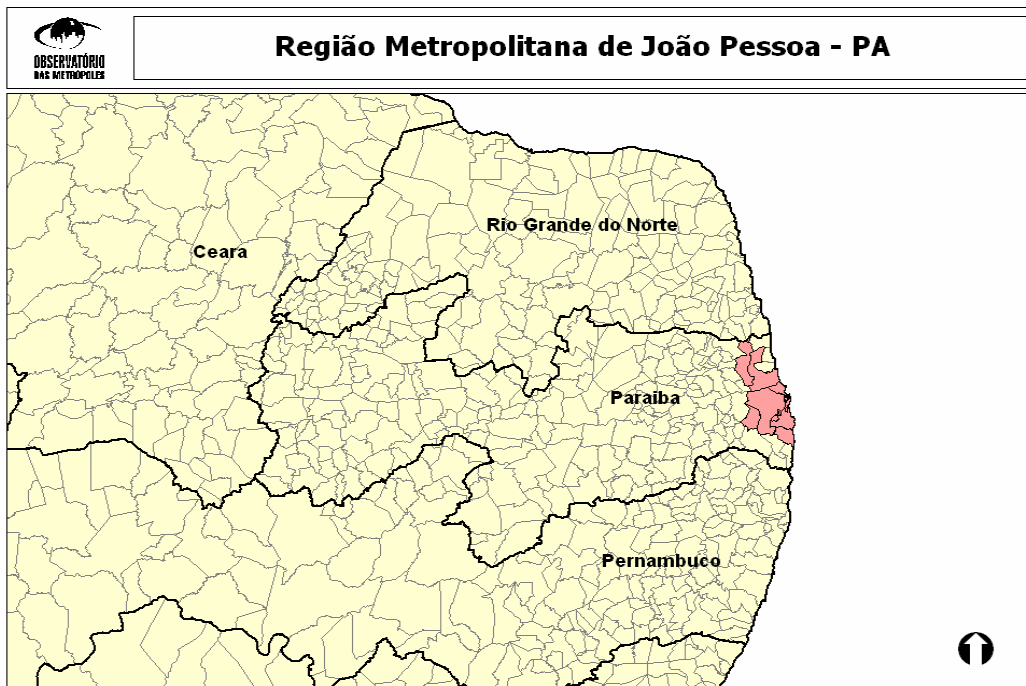 OBSERVATÓRIO
DAS METRÓPOLES
Região Metropolitana de João Pessoa - PA
Rio Grande do Norte
Ceara
Paraiba
Pernambuco